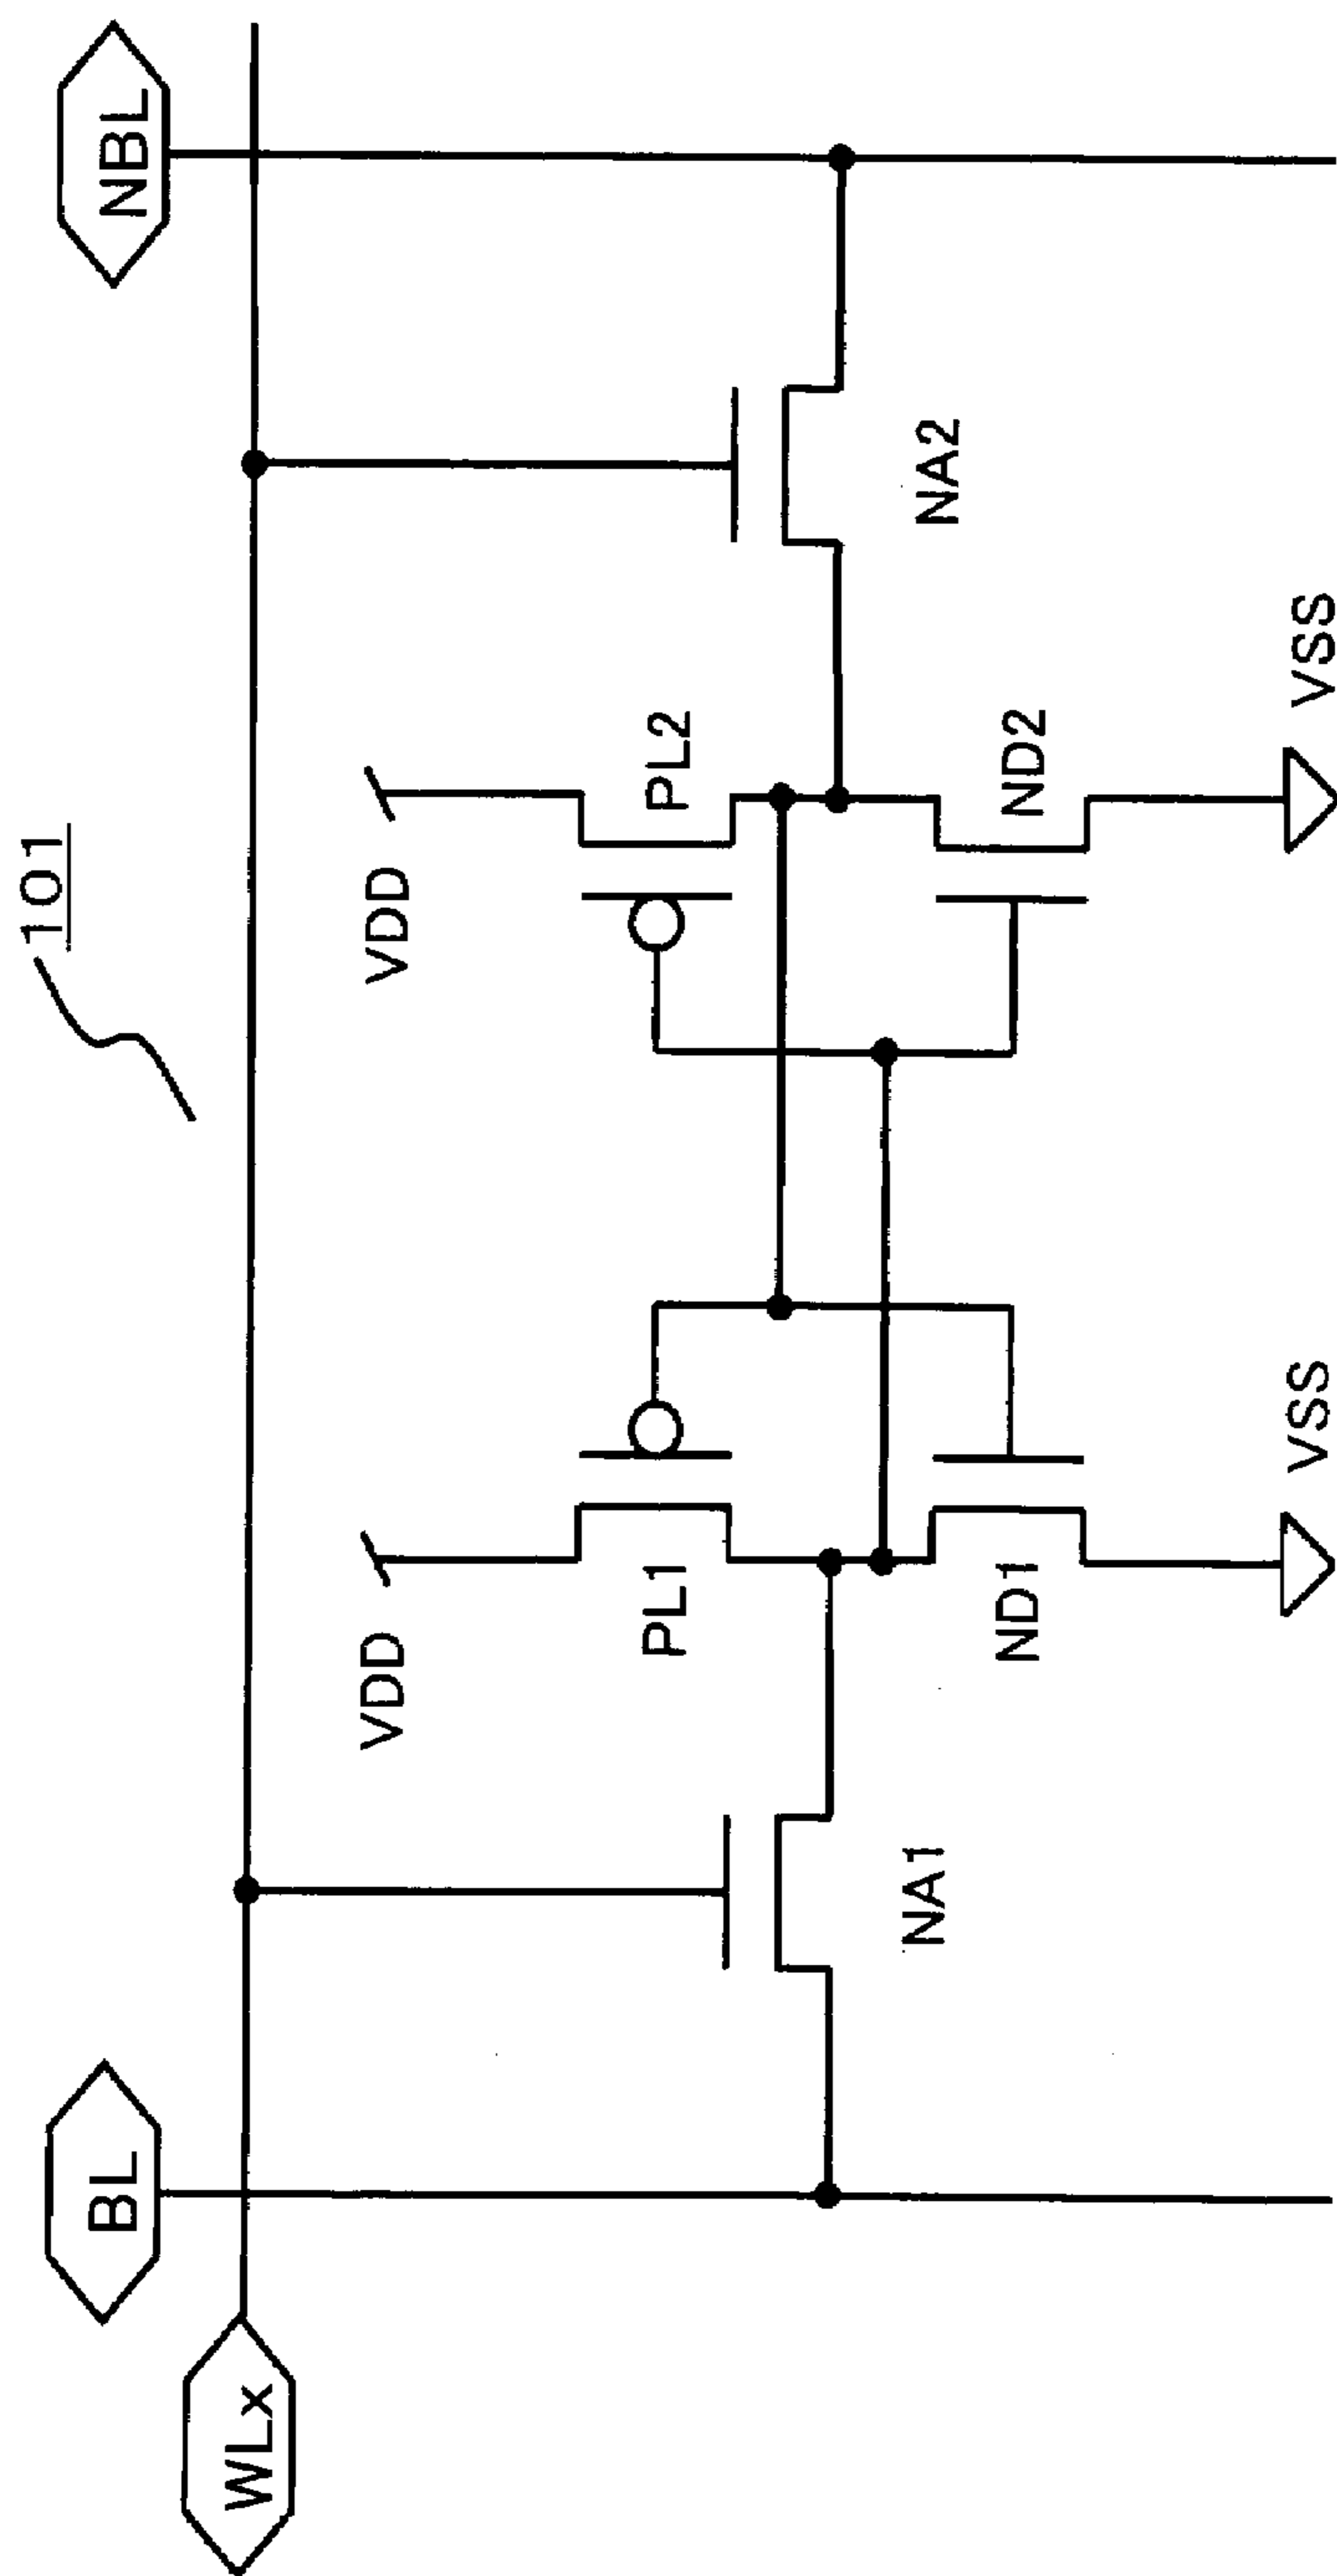 101
BL
NBL
WLx
VDD
VDD
PL1
PL2
NA1
NA2
ND1
ND2
VSS
VSS